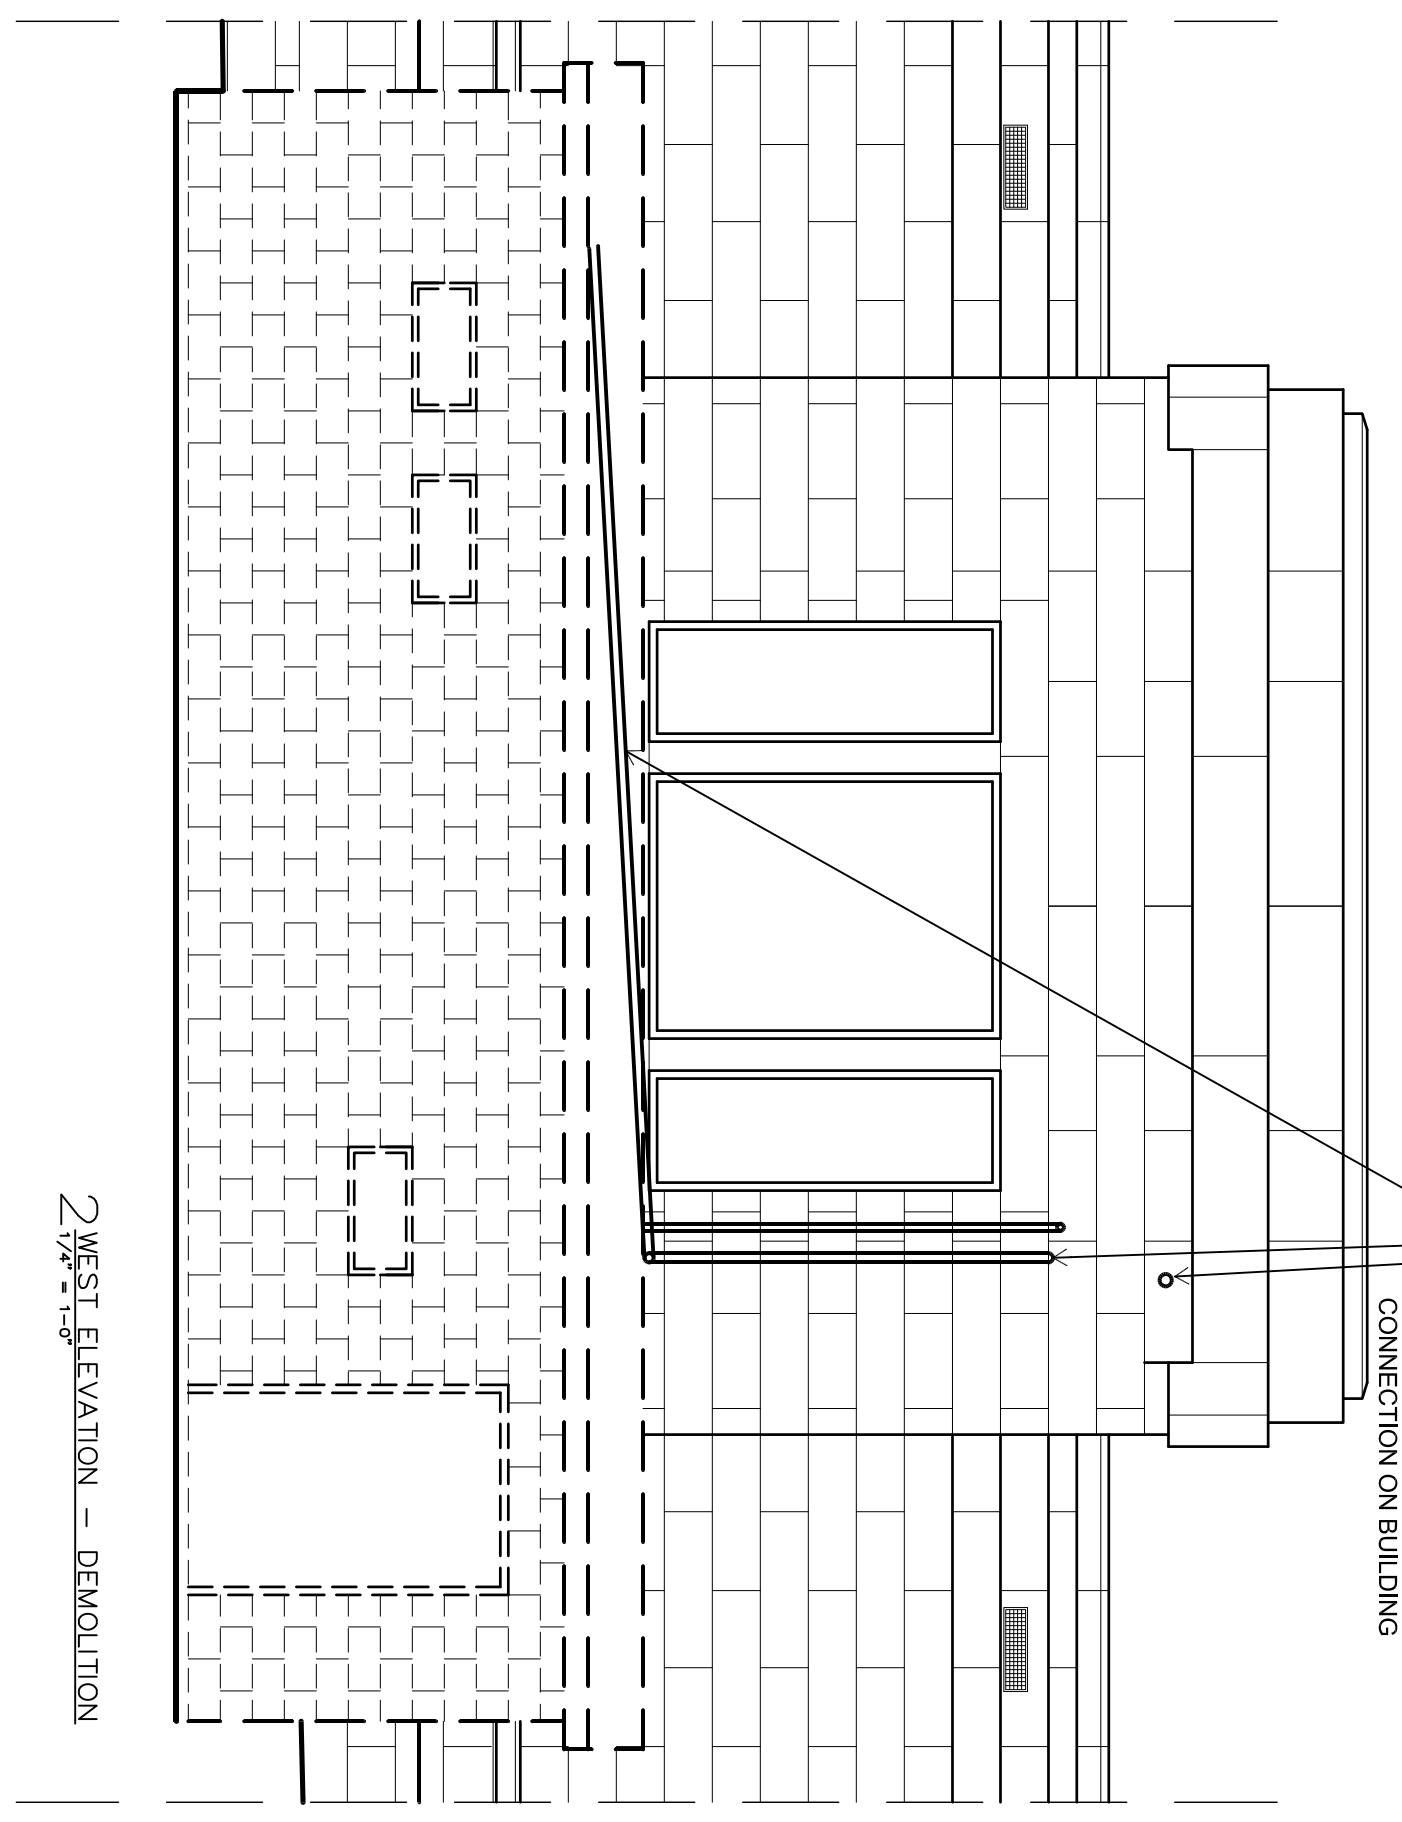 CONNECTION ON BUILDING
2 WEST ELEVATION - DEMOLITION
1/4" = 1-0"